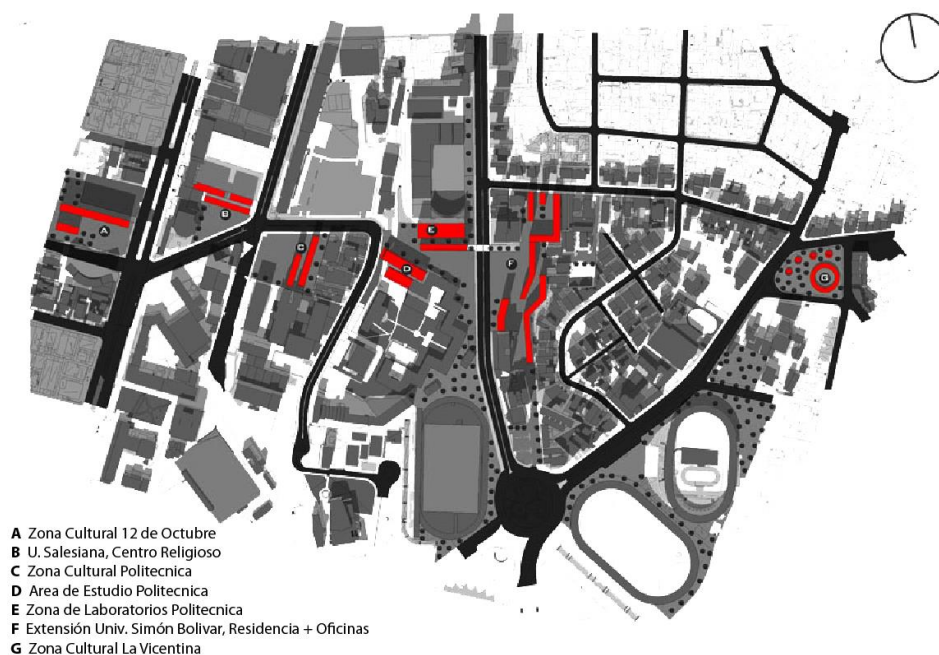 A
B
C
D
E
F
G
A Zona Cultural 12 de Octubre
B U. Salesiana, Centro Religioso
C Zona Cultural Politecnica
D Area de Estudio Politecnica
E Zona de Laboratorios Politecnica
F Extensión Univ. Simón Bolivar, Residencia + Oficinas
G Zona Cultural La Vicentina